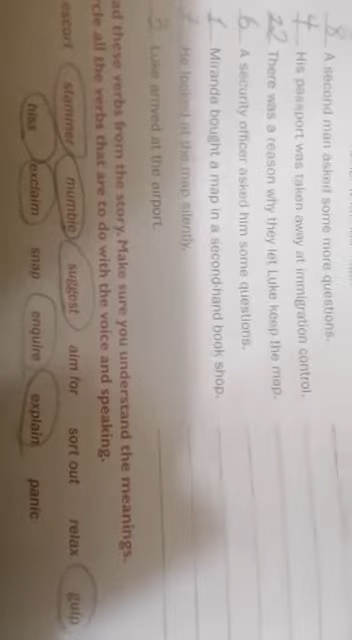 8 A second man asked some more questions.
4 His passport was taken away at immigration control.
22 There was a reason why they let Luke keep the map.
6 A security officer asked him some questions.
1 Miranda bought a map in a second-hand book shop.
He looked at the map silently.
3 Luke arrived at the airport.
ad these verbs from the story. Make sure you understand the meanings.
rcle all the verbs that are to do with the voice and speaking.
escort stammer mumble suggest aim for sort out relax gulp
hiss exclaim snap enquire explain panic